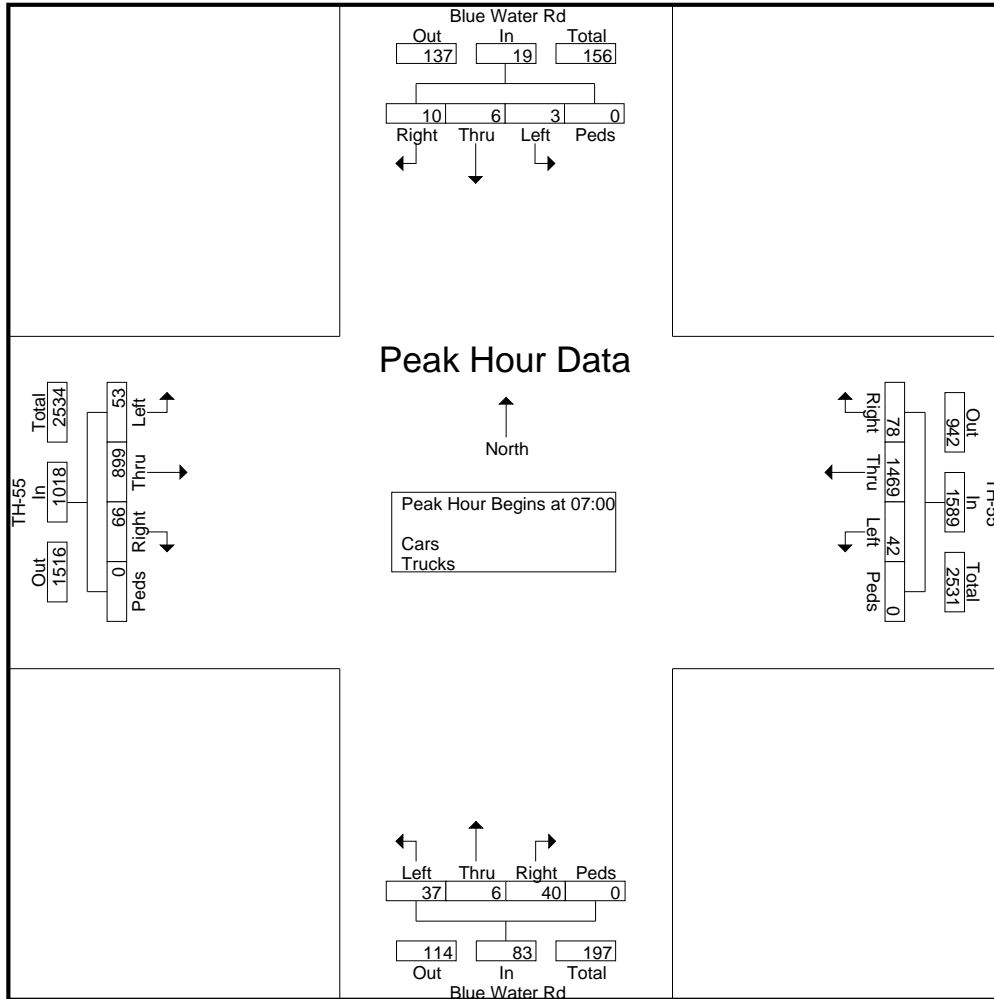 Blue Water Rd
Out In Total
137 19 156
10 6 3 0
Right Thru Left Peds
Peak Hour Data
North
Peak Hour Begins at 07:00
Cars
Trucks
TH-55
Total In Out
2534 1018 1516
53 899 66 0
Left Thru Right Peds
TH-55
Out In Total
942 1589 2531
78 1469 42 0
Right Thru Left Peds
Left Thru Right Peds
37 6 40 0
114 83 197
Out In Total
Blue Water Rd